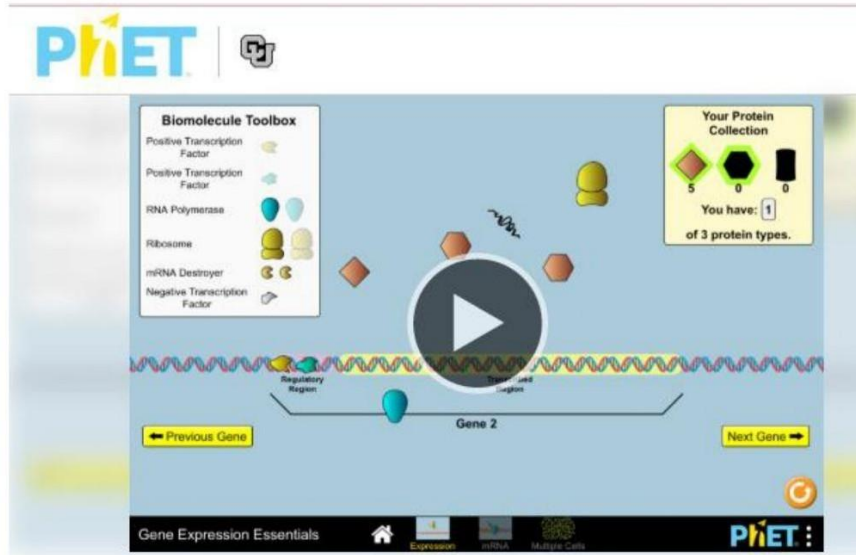 PhET
CU
Biomolecule Toolbox
Positive Transcription
Factor
Positive Transcription
Factor
RNA Polymerase
Ribosome
mRNA Destroyer
Negative Transcription
Factor
Your Protein
Collection
5 0 0
You have: 1
of 3 protein types.
Regulatory
Region
Region
Gene 2
Previous Gene
Next Gene
Gene Expression Essentials
Expression
mRNA
Multiple Cells
PhET